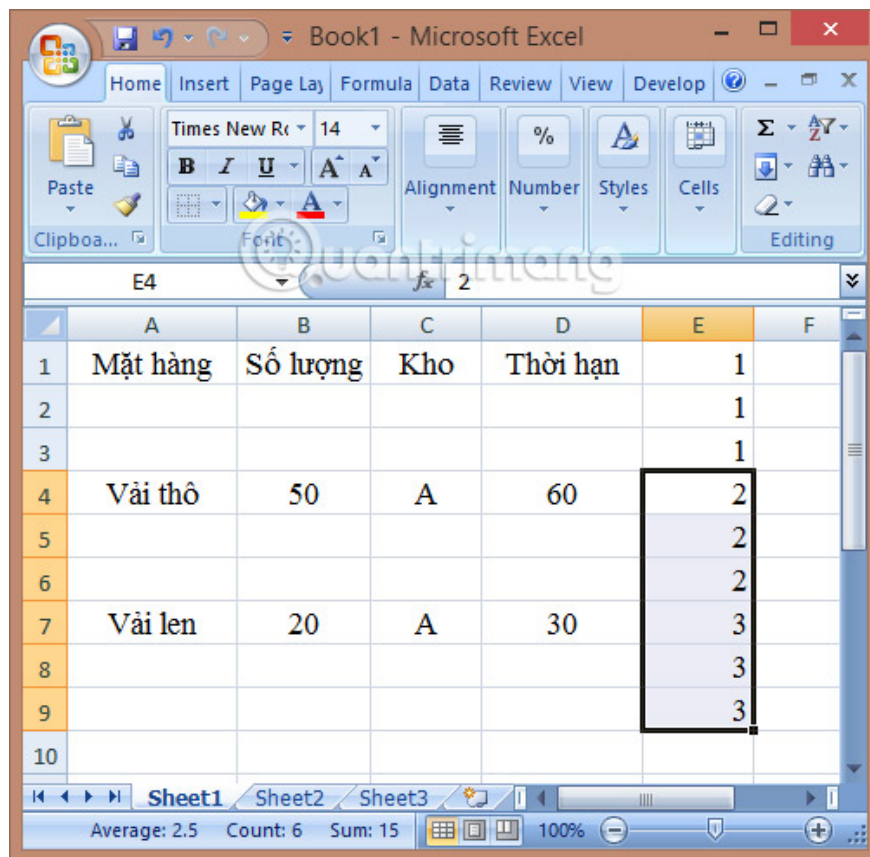 Book1 - Microsoft Excel
Home Insert Page Lay Formula Data Review View Develop
Times New Ro 14
% A Σ A Z
B I U A A
Paste Alignment Number Styles Cells
A
Clipboa... Font Editing
Quantrimang
E4 fx 2
A B C D E F
1 Mặt hàng Số lượng Kho Thời hạn 1
2 1
3 1
4 Vải thô 50 A 60 2
5 2
6 2
7 Vải len 20 A 30 3
8 3
9 3
10
Sheet1 Sheet2 Sheet3
Average: 2.5 Count: 6 Sum: 15 100%